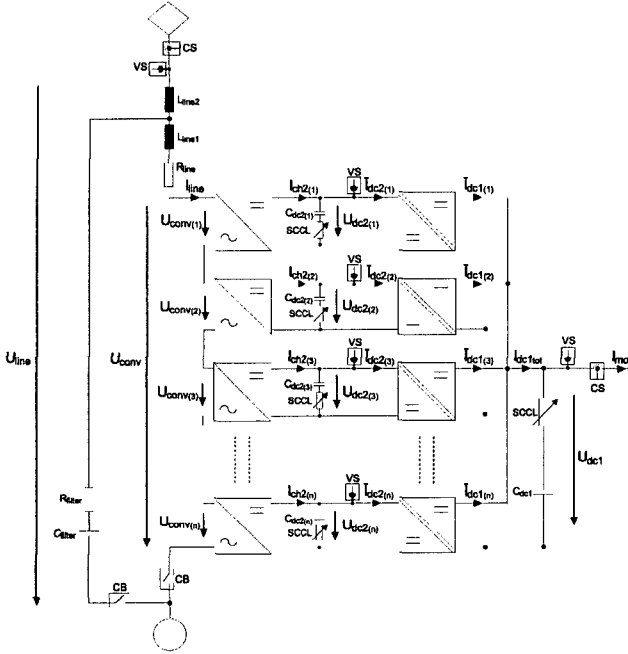 CS
VS
Lline2
Lline1
Rline
Iline
Ich2(1)
VS
Idc2(1)
Idc1(1)
Uconv(1)
Cdc2(1)
SCCL
Udc2(1)
Ich2(2)
VS
Idc2(2)
Idc1(2)
Uconv(2)
Cdc2(2)
SCCL
Udc2(2)
Uline
Uconv
Ich2(3)
VS
Idc2(3)
Idc1(3)
Idc1tot
VS
CS
Uconv(3)
Cdc2(3)
SCCL
Udc2(3)
SCCL
Udc1
Cdc1
Rfilter
Cfilter
Ich2(n)
VS
Idc2(n)
Idc1(n)
Uconv(n)
Cdc2(n)
SCCL
Udc2(n)
CB
CB